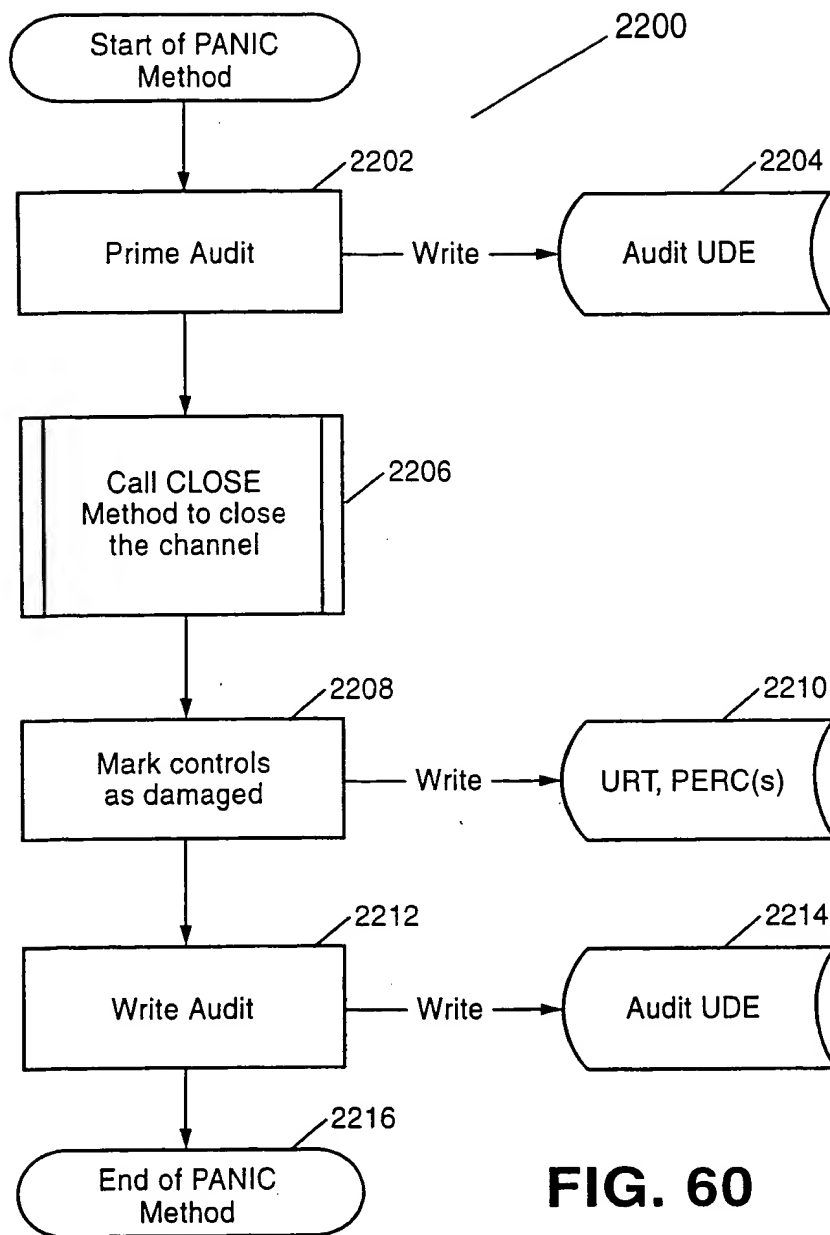 Start of PANIC
Method
2200
2202
Prime Audit
Write
2204
Audit UDE
Call CLOSE
Method to close
the channel
2206
2208
Mark controls
as damaged
Write
2210
URT, PERC(s)
2212
Write Audit
Write
2214
Audit UDE
2216
End of PANIC
Method
FIG. 60